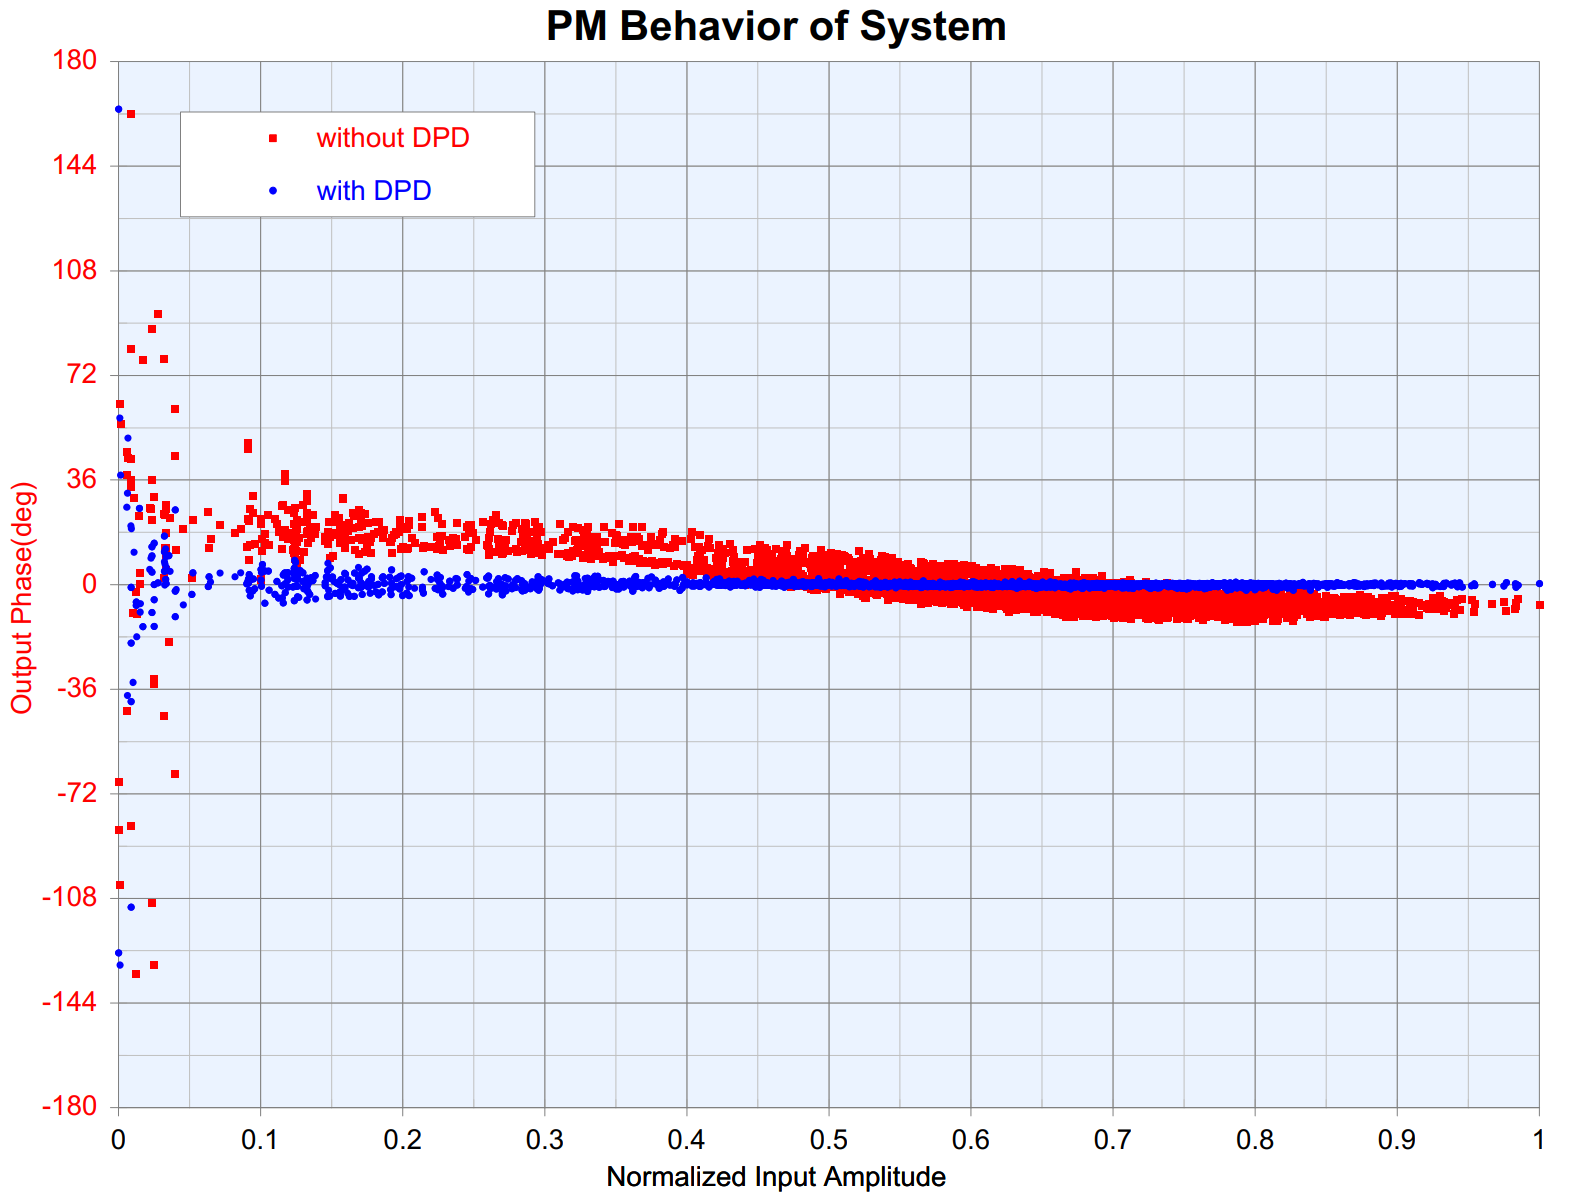 PM Behavior of System
180
144
108
72
36
0
-36
-72
-108
-144
-180
Output Phase(deg)
without DPD
with DPD
0 0.1 0.2 0.3 0.4 0.5 0.6 0.7 0.8 0.9 1
Normalized Input Amplitude